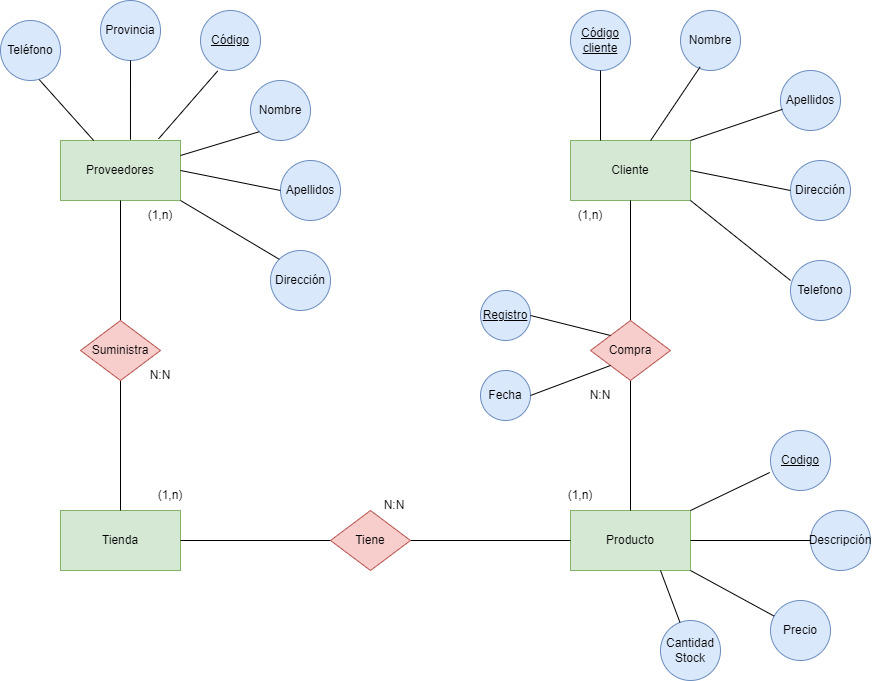 Provincia
Código
Teléfono
Nombre
Proveedores
Apellidos
(1,n)
Dirección
Suministra
N:N
(1,n)
Tienda
N:N
Tiene
Código
cliente
Nombre
Apellidos
Cliente
Dirección
(1,n)
Telefono
Registro
Compra
Fecha
N:N
Codigo
(1,n)
Producto
Descripción
Precio
Cantidad
Stock